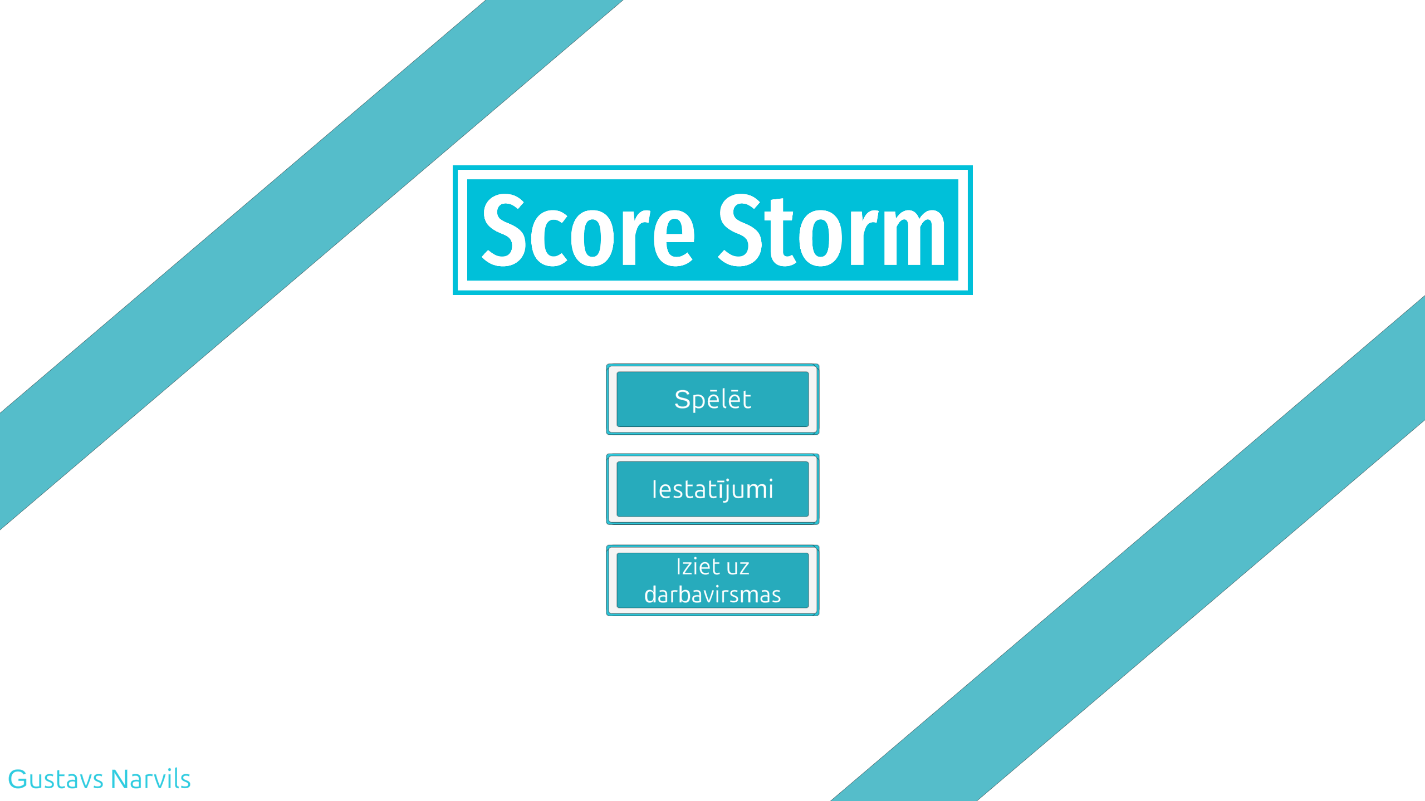 Score Storm
Spēlēt
Iestatījumi
Iziet uz
darbavirsmas
Gustavs Narvils